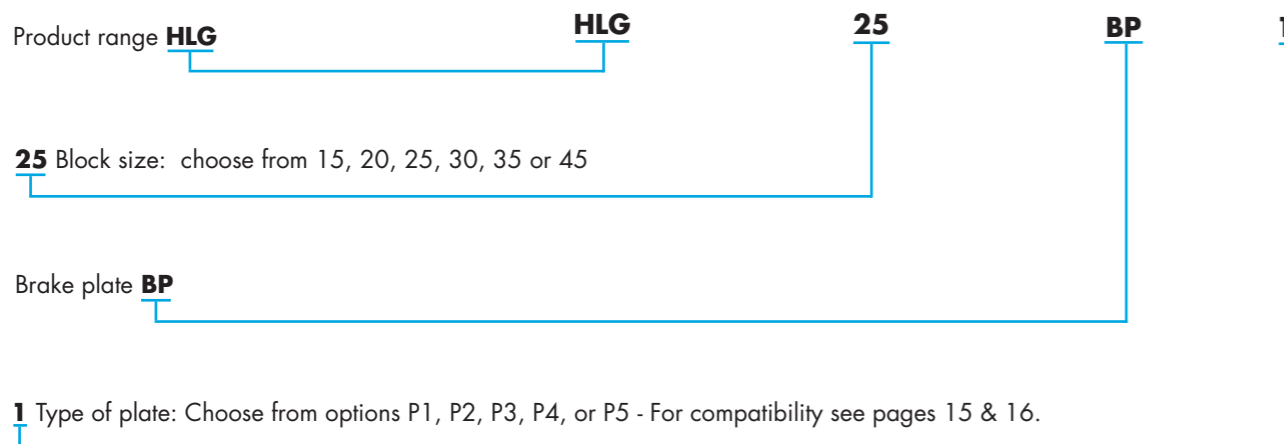 Product range HLG HLG 25 BP 1
25 Block size: choose from 15, 20, 25, 30, 35 or 45
Brake plate BP
1 Type of plate: Choose from options P1, P2, P3, P4, or P5 - For compatibility see pages 15 & 16.